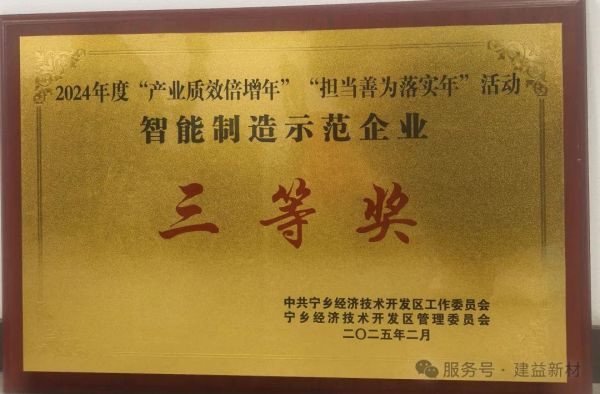 2024年度“产业质效倍增年”“担当善为落实年”活动
智能制造示范企业
三等奖
中共宁乡经济技术开发区工作委员会
宁乡经济技术开发区管理委员会
二〇二五年二月
服务号·建益新材